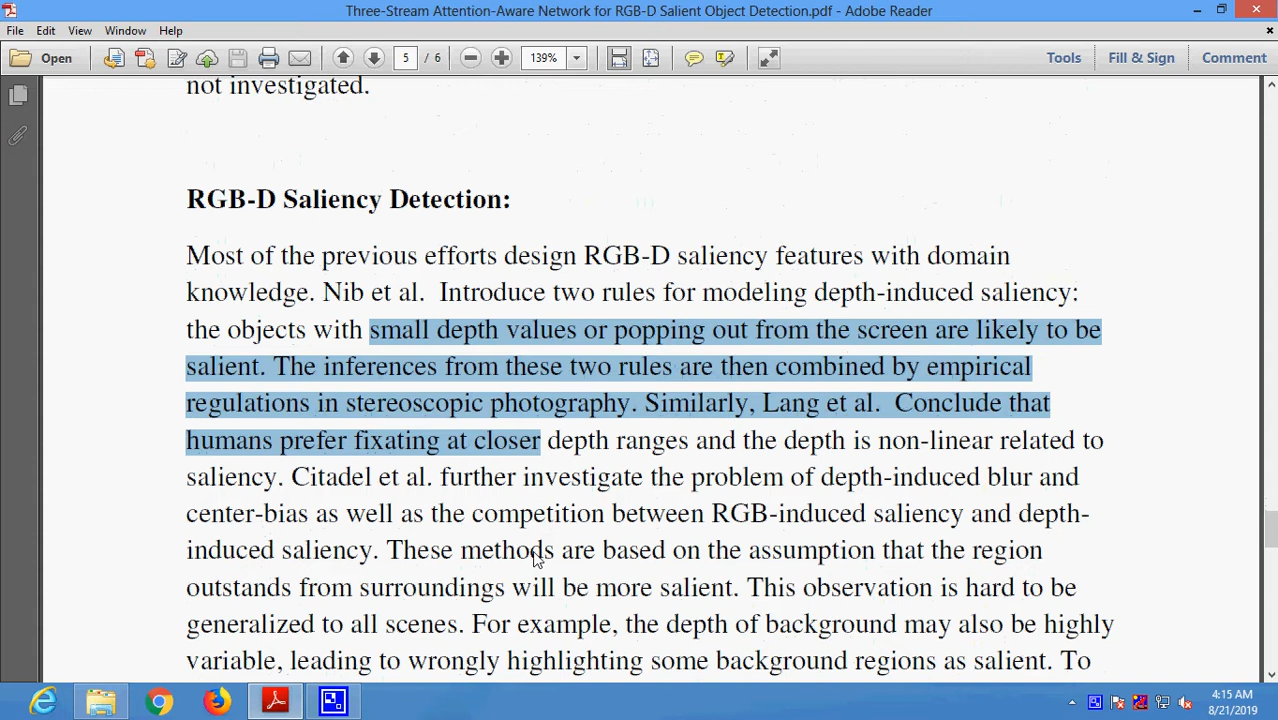 Three-Stream Attention-Aware Network for RGB-D Salient Object Detection.pdf - Adobe Reader
File Edit View Window Help
Open 5 / 6 139% Tools Fill & Sign Comment
not investigated.
RGB-D Saliency Detection:
Most of the previous efforts design RGB-D saliency features with domain
knowledge. Nib et al.  Introduce two rules for modeling depth-induced saliency:
the objects with small depth values or popping out from the screen are likely to be
salient. The inferences from these two rules are then combined by empirical
regulations in stereoscopic photography. Similarly, Lang et al.  Conclude that
humans prefer fixating at closer depth ranges and the depth is non-linear related to
saliency. Citadel et al. further investigate the problem of depth-induced blur and
center-bias as well as the competition between RGB-induced saliency and depth-
induced saliency. These methods are based on the assumption that the region
outstands from surroundings will be more salient. This observation is hard to be
generalized to all scenes. For example, the depth of background may also be highly
variable, leading to wrongly highlighting some background regions as salient. To
4:15 AM
8/21/2019